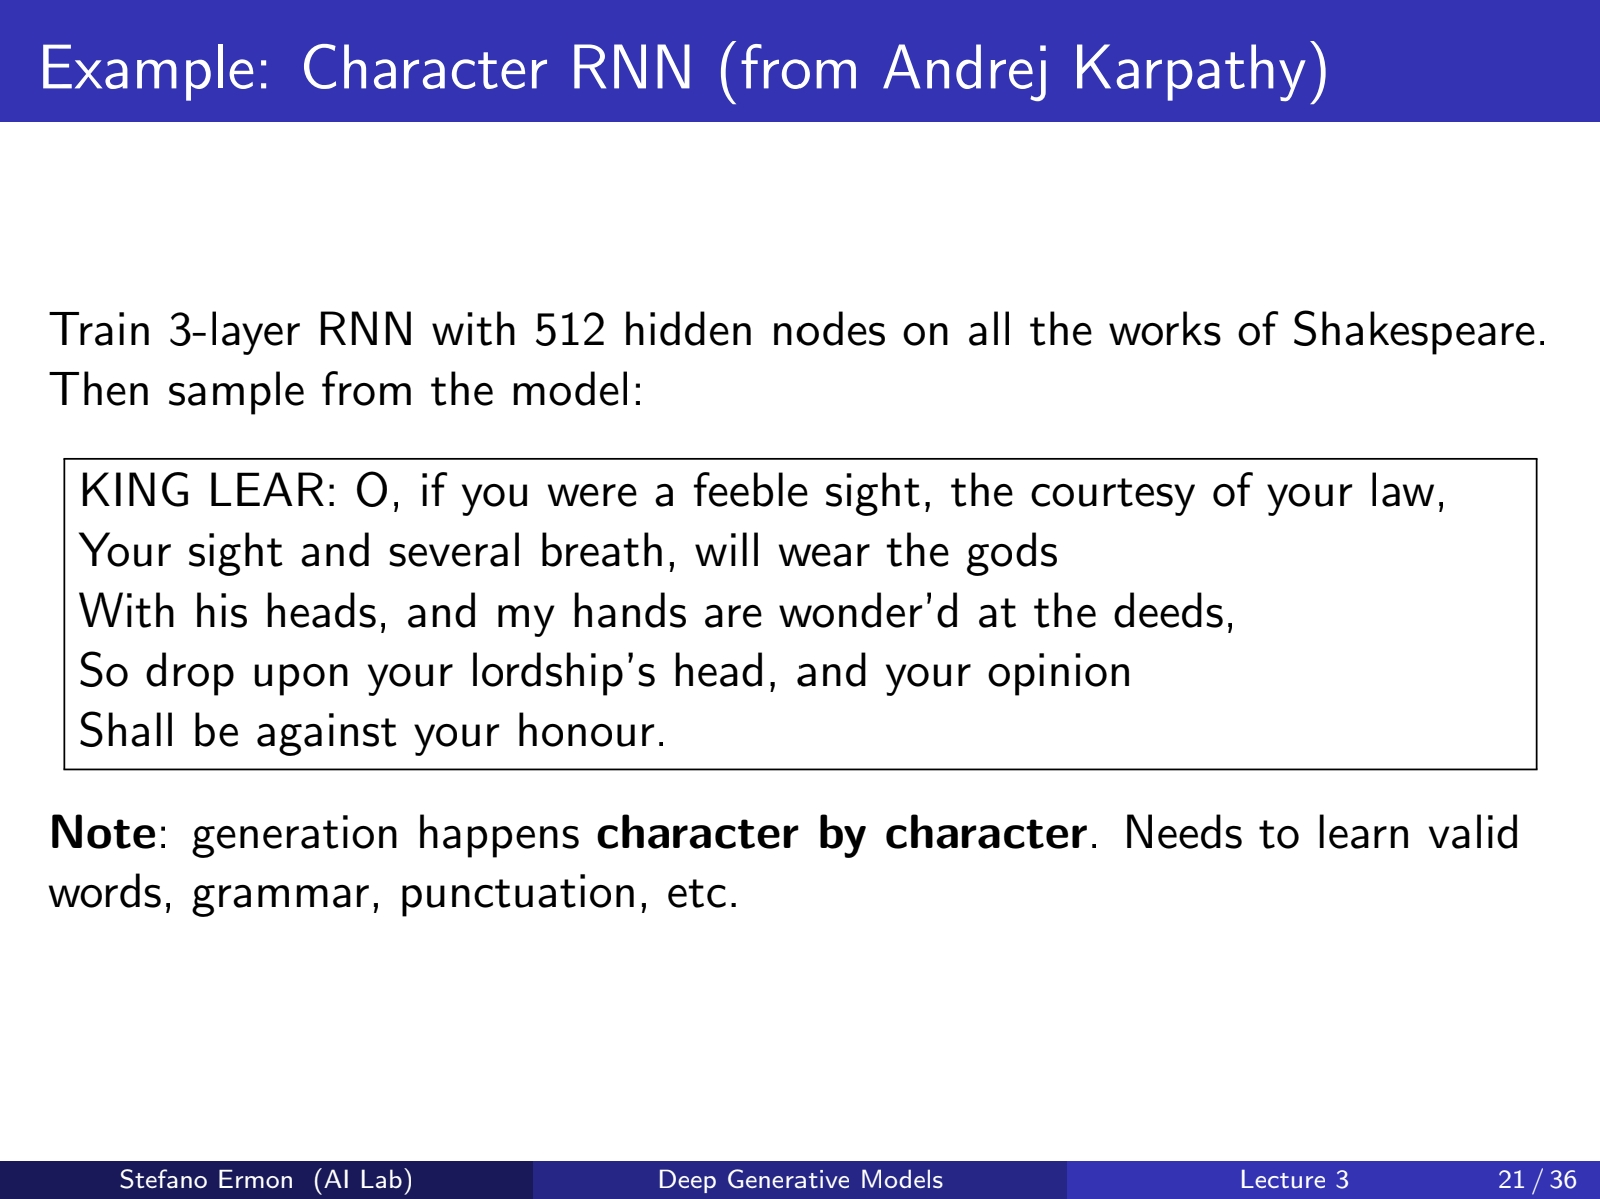 Example: Character RNN (from Andrej Karpathy)
Train 3-layer RNN with 512 hidden nodes on all the works of Shakespeare.
Then sample from the model:
KING LEAR: O, if you were a feeble sight, the courtesy of your law,
Your sight and several breath, will wear the gods
With his heads, and my hands are wonder'd at the deeds,
So drop upon your lordship's head, and your opinion
Shall be against your honour.
Note: generation happens character by character. Needs to learn valid
words, grammar, punctuation, etc.
Stefano Ermon (AI Lab) Deep Generative Models Lecture 3 21 / 36